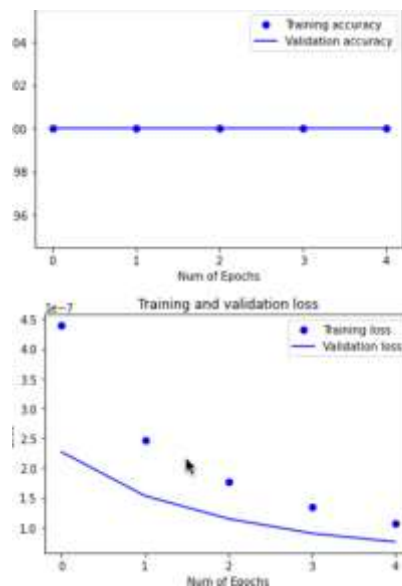 Training accuracy
Validation accuracy
04
02
00
98
96
0 1 2 3 4
Num of Epochs
Training and validation loss
1e-7
Training loss
Validation loss
4.5
4.0
3.5
3.0
2.5
2.0
1.5
1.0
0 1 2 3 4
Num of Epochs